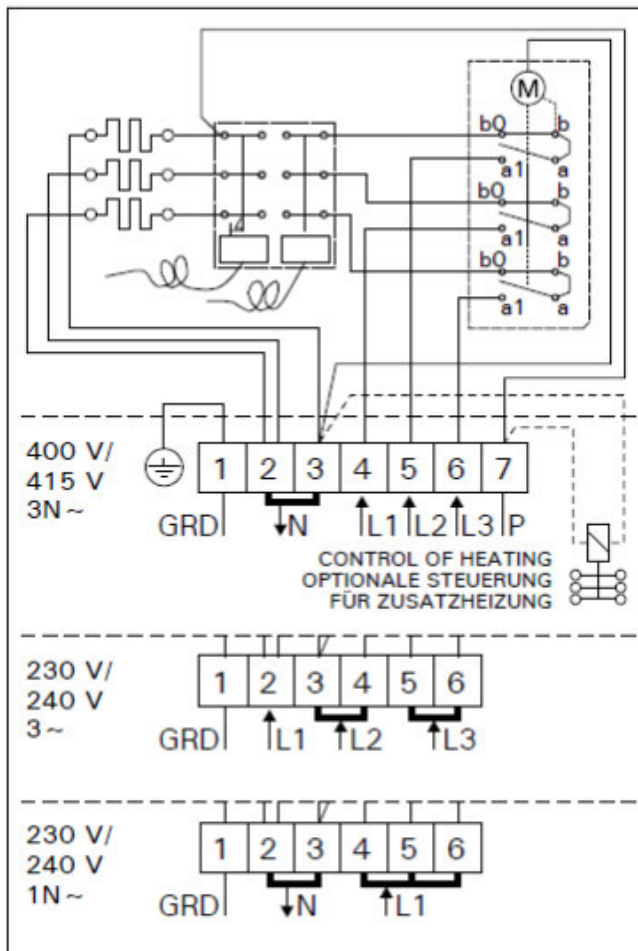 M
b0 b
a1 a
b0 b
a1 a
b0 b
a1 a
400 V/
415 V
3N~
1 2 3 4 5 6 7
GRD N L1 L2 L3 P
CONTROL OF HEATING
OPTIONALE STEUERUNG
FÜR ZUSATZHEIZUNG
230 V/
240 V
3~
1 2 3 4 5 6
GRD L1 L2 L3
230 V/
240 V
1N~
1 2 3 4 5 6
GRD N L1